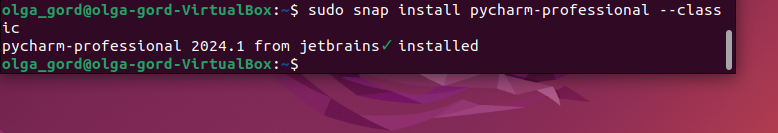 olga_gord@olga-gord-VirtualBox:~$ sudo snap install pycharm-professional --class
ic
pycharm-professional 2024.1 from jetbrains✓ installed
olga_gord@olga-gord-VirtualBox:~$